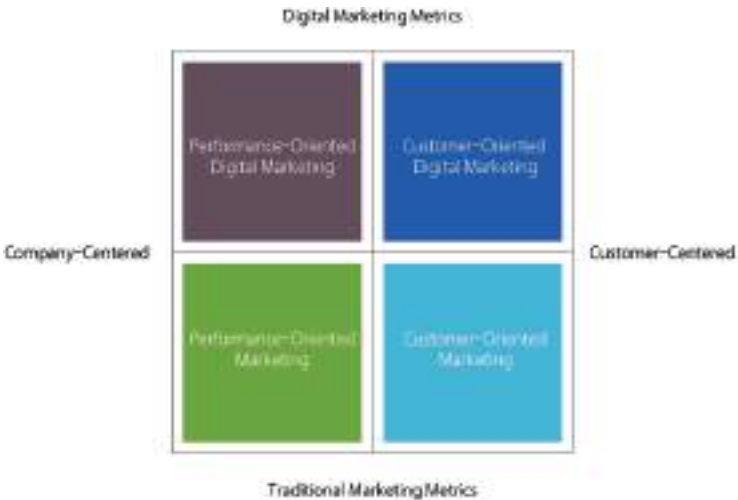 Digital Marketing Metrics
Performance-Oriented
Digital Marketing
Customer-Oriented
Digital Marketing
Company-Centered
Customer-Centered
Performance-Oriented
Marketing
Customer-Oriented
Marketing
Traditional Marketing Metrics